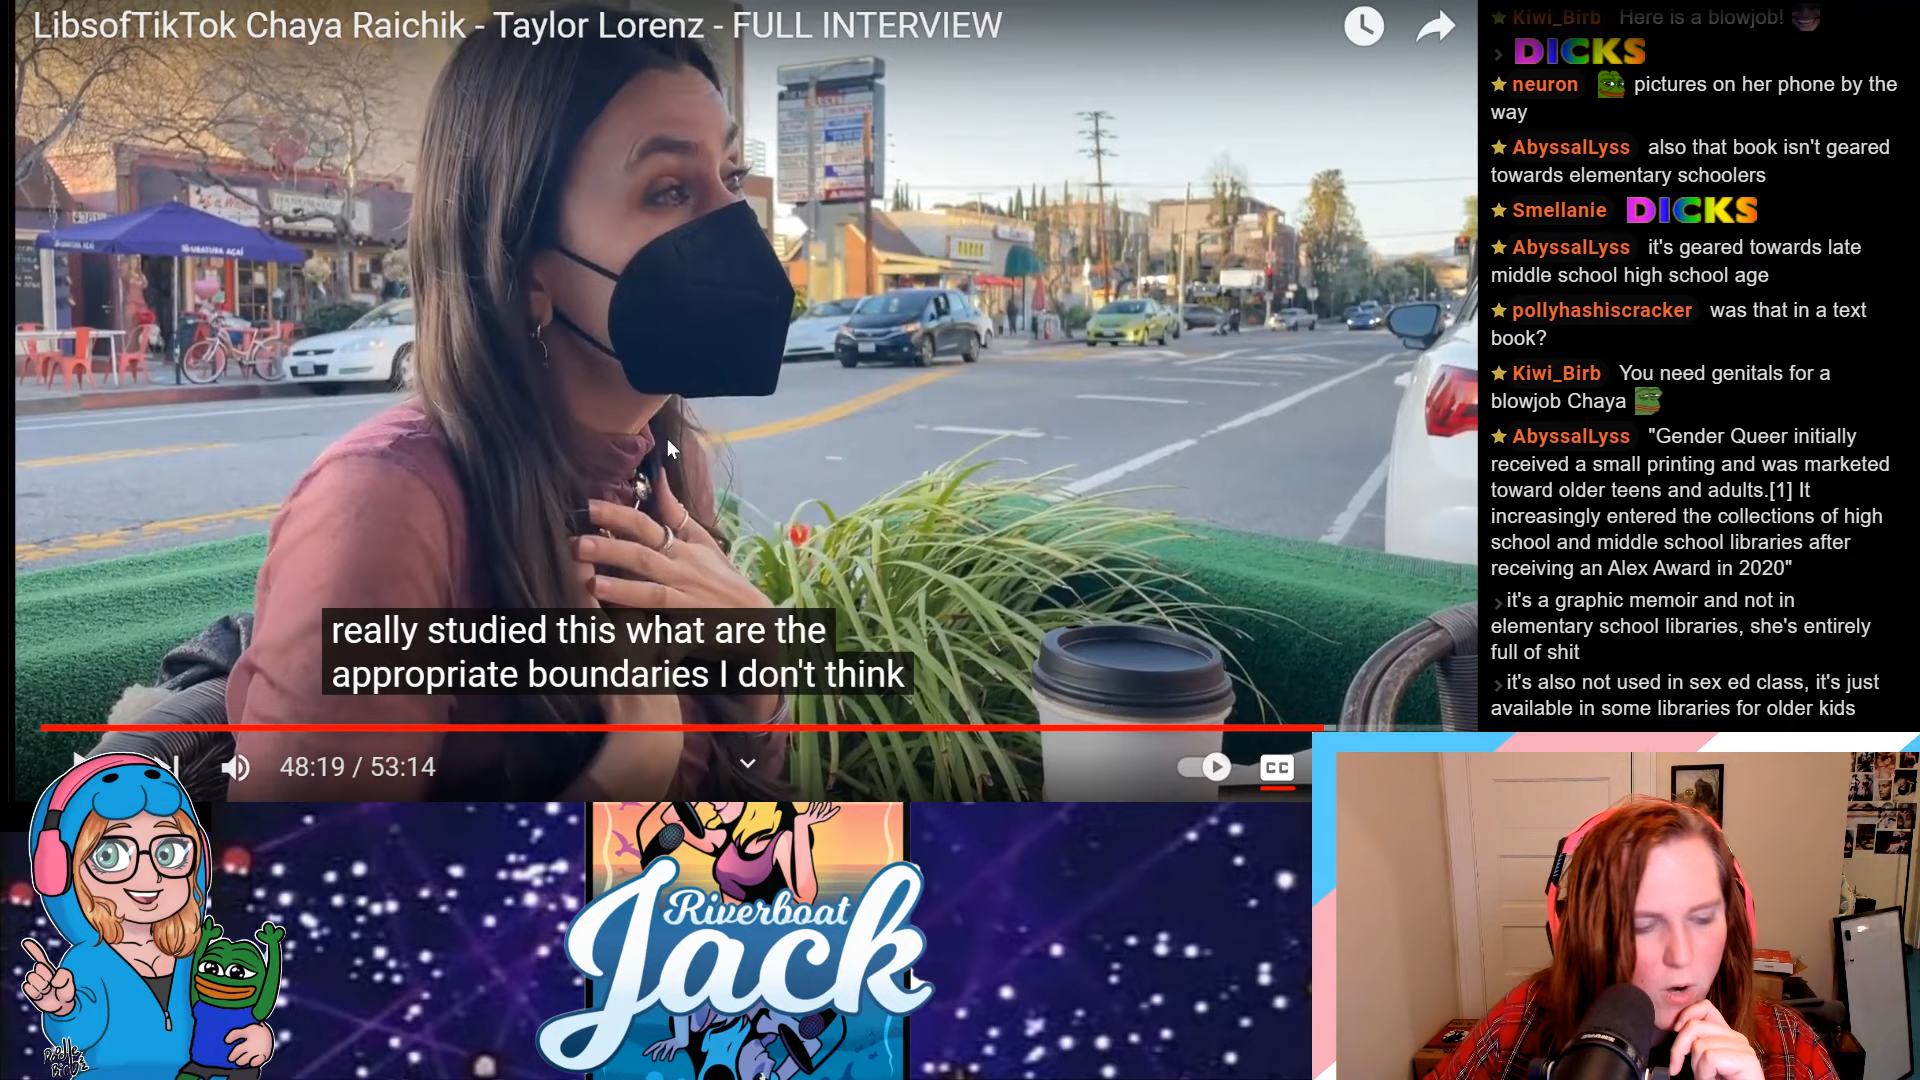 LibsofTikTok Chaya Raichik - Taylor Lorenz - FULL INTERVIEW
really studied this what are the
appropriate boundaries I don't think
48:19 / 53:14
CC
Kiwi_Birb Here is a blowjob!
DICKS
neuron pictures on her phone by the
way
AbyssalLyss also that book isn't geared
towards elementary schoolers
Smellanie DICKS
AbyssalLyss it's geared towards late
middle school high school age
pollyhashiscracker was that in a text
book?
Kiwi_Birb You need genitals for a
blowjob Chaya
AbyssalLyss "Gender Queer initially
received a small printing and was marketed
toward older teens and adults.[1] It
increasingly entered the collections of high
school and middle school libraries after
receiving an Alex Award in 2020"
it's a graphic memoir and not in
elementary school libraries, she's entirely
full of shit
it's also not used in sex ed class, it's just
available in some libraries for older kids
Riverboat
Jack